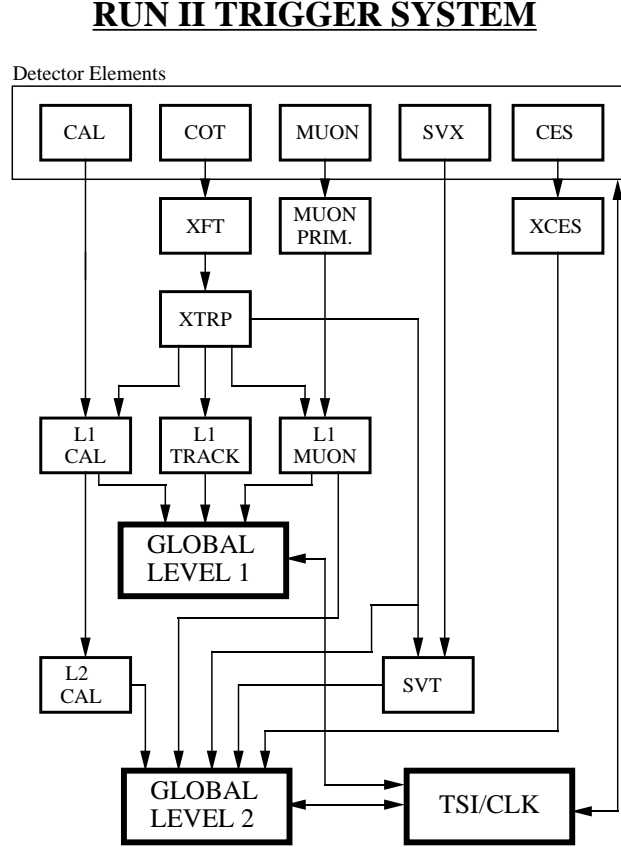 RUN II TRIGGER SYSTEM
Detector Elements
CAL
COT
MUON
SVX
CES
XFT
MUON
PRIM.
XCES
XTRP
L1
CAL
L1
TRACK
L1
MUON
GLOBAL
LEVEL 1
L2
CAL
SVT
GLOBAL
LEVEL 2
TSI/CLK